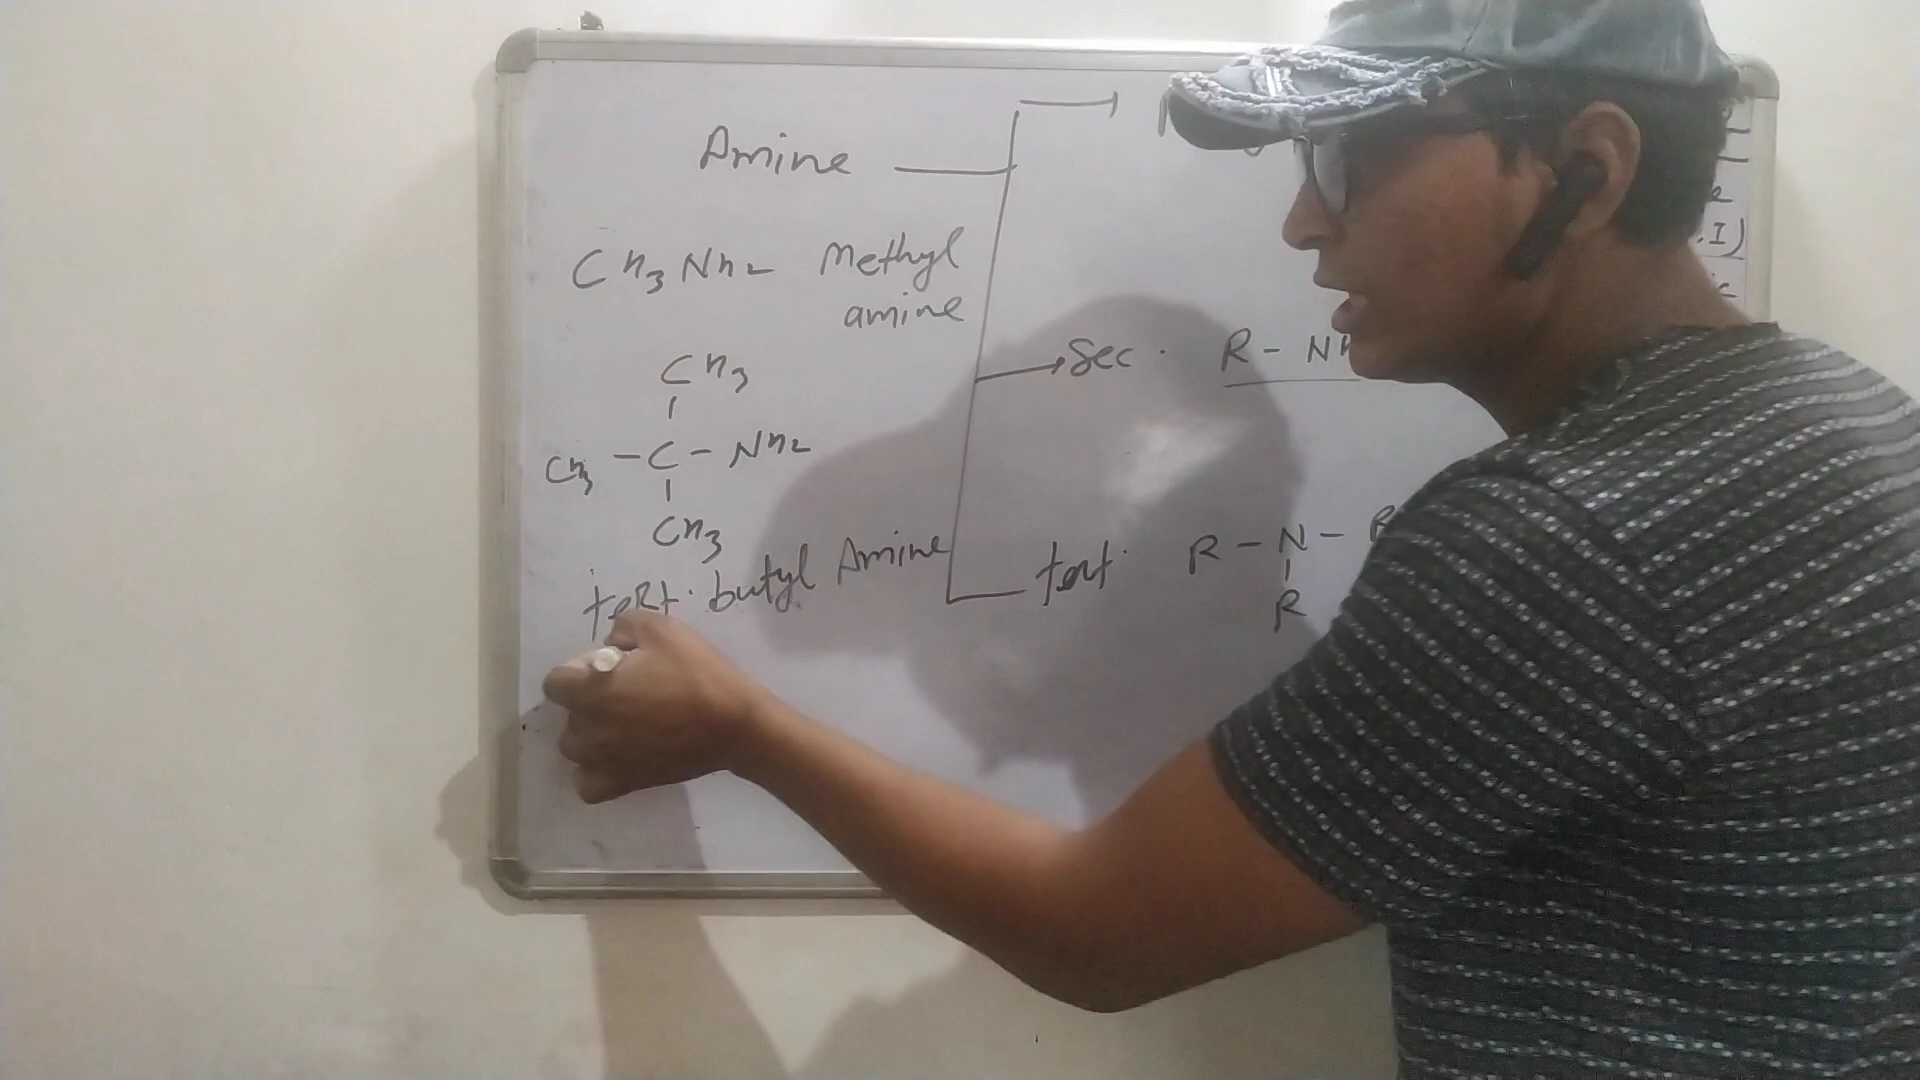 Amine
CH3NH2 Methyl
amine
CH3
CH3 - C - NH2
CH3
tert. butyl Amine
Sec. R - NH
tert. R - N - R
R
I)